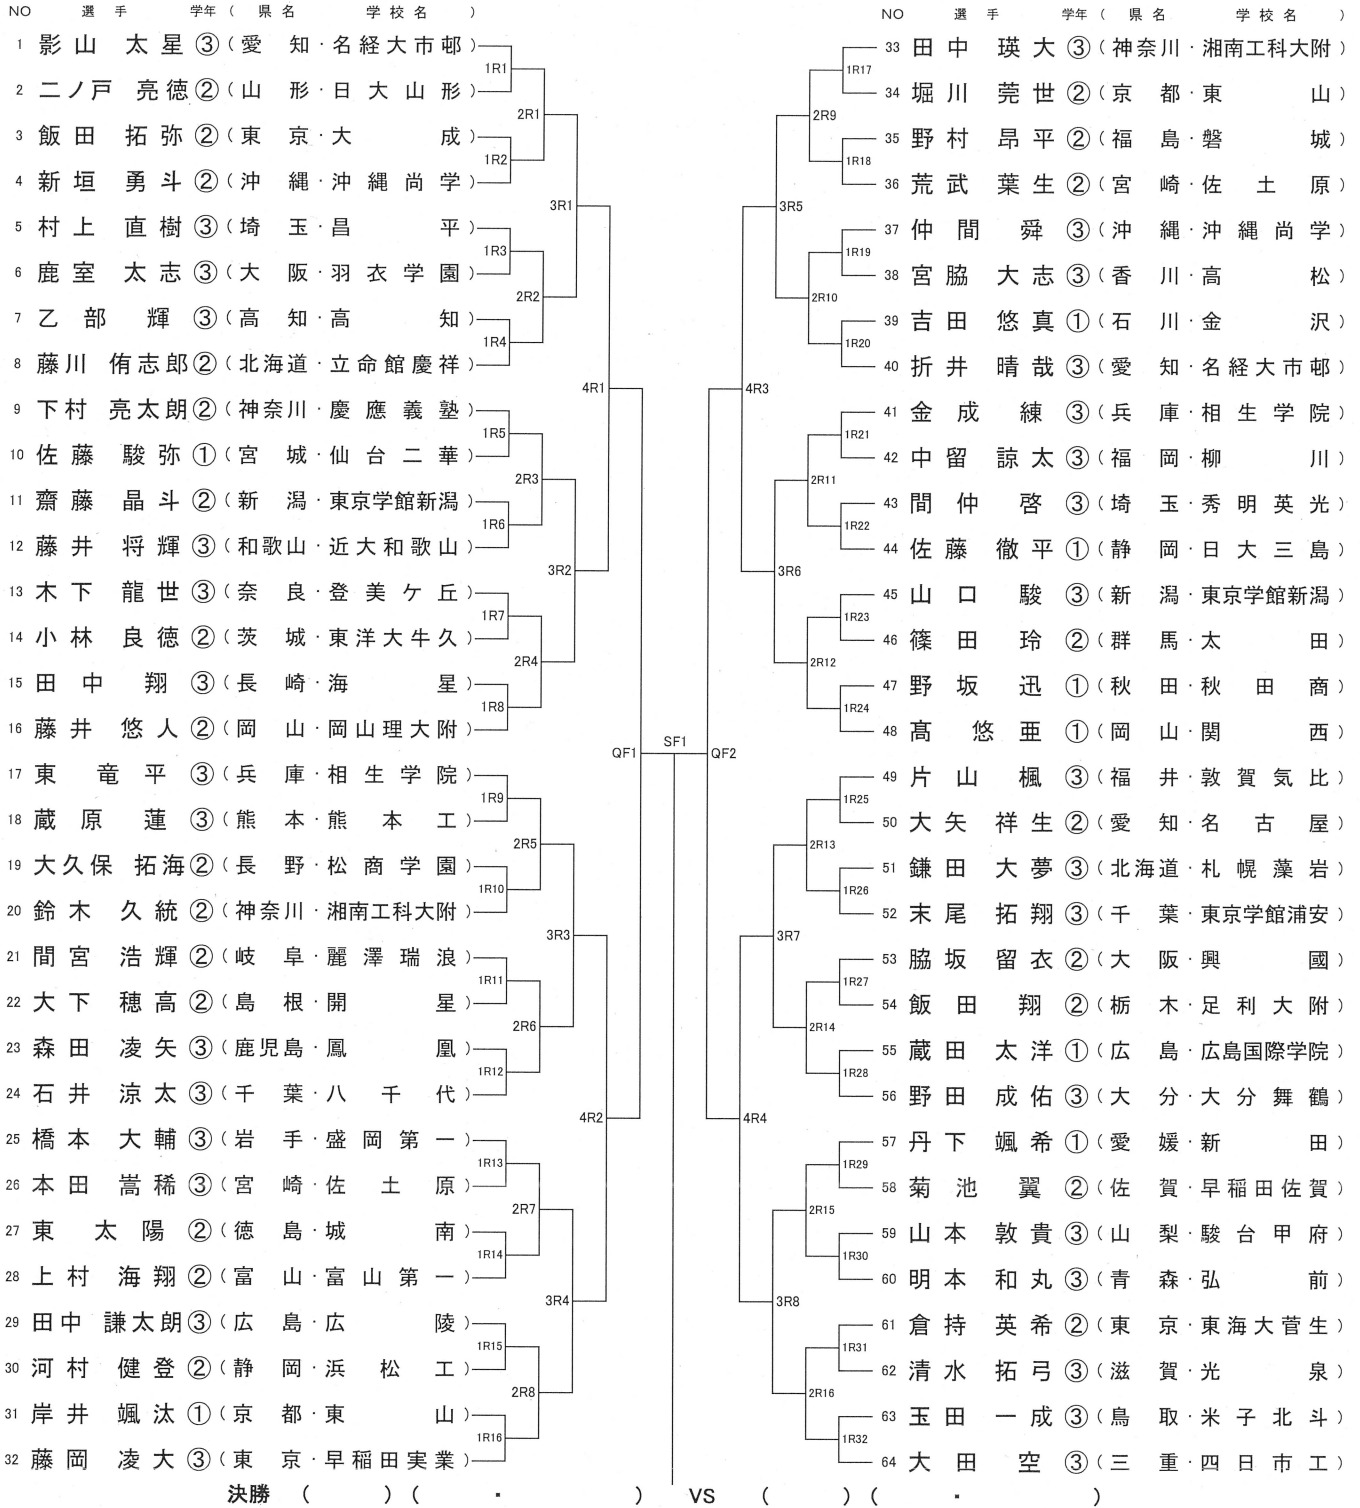 NO 選手 学年 ( 県名 学校名 )
1 影山 太星 ③ ( 愛知・名経大市邨 )
1R1
2 二ノ戸 亮徳 ② ( 山形・日大山形 )
2R1
3 飯田 拓弥 ② ( 東京・大成 )
1R2
4 新垣 勇斗 ② ( 沖縄・沖縄尚学 )
3R1
5 村上 直樹 ③ ( 埼玉・昌平 )
1R3
6 鹿室 太志 ③ ( 大阪・羽衣学園 )
2R2
7 乙部 輝 ③ ( 高知・高知 )
1R4
8 藤川 侑志郎 ② ( 北海道・立命館慶祥 )
4R1
9 下村 亮太朗 ② ( 神奈川・慶應義塾 )
1R5
10 佐藤 駿弥 ① ( 宮城・仙台二華 )
2R3
11 齋藤 晶斗 ② ( 新潟・東京学館新潟 )
1R6
12 藤井 将輝 ③ ( 和歌山・近大和歌山 )
3R2
13 木下 龍世 ③ ( 奈良・登美ケ丘 )
1R7
14 小林 良徳 ② ( 茨城・東洋大牛久 )
2R4
15 田中 翔 ③ ( 長崎・海星 )
1R8
16 藤井 悠人 ② ( 岡山・岡山理大附 )
QF1
17 東 竜平 ③ ( 兵庫・相生学院 )
1R9
18 蔵原 蓮 ③ ( 熊本・熊本工 )
2R5
19 大久保 拓海 ② ( 長野・松商学園 )
1R10
20 鈴木 久統 ② ( 神奈川・湘南工科大附 )
3R3
21 間宮 浩輝 ② ( 岐阜・麗澤瑞浪 )
1R11
22 大下 穂高 ② ( 島根・開星 )
2R6
23 森田 凌矢 ③ ( 鹿児島・鳳凰 )
1R12
24 石井 涼太 ③ ( 千葉・八千代 )
4R2
25 橋本 大輔 ③ ( 岩手・盛岡第一 )
1R13
26 本田 嵩稀 ③ ( 宮崎・佐土原 )
2R7
27 東 太陽 ② ( 徳島・城南 )
1R14
28 上村 海翔 ② ( 富山・富山第一 )
3R4
29 田中 謙太朗 ③ ( 広島・広陵 )
1R15
30 河村 健登 ② ( 静岡・浜松工 )
2R8
31 岸井 颯汰 ① ( 京都・東山 )
1R16
32 藤岡 凌大 ③ ( 東京・早稲田実業 )
SF1
NO 選手 学年 ( 県名 学校名 )
33 田中 瑛大 ③ ( 神奈川・湘南工科大附 )
1R17
34 堀川 莞世 ② ( 京都・東山 )
2R9
35 野村 昂平 ② ( 福島・磐城 )
1R18
36 荒武 葉生 ② ( 宮崎・佐土原 )
3R5
37 仲間 舜 ③ ( 沖縄・沖縄尚学 )
1R19
38 宮脇 大志 ③ ( 香川・高松 )
2R10
39 吉田 悠真 ① ( 石川・金沢 )
1R20
40 折井 晴哉 ③ ( 愛知・名経大市邨 )
4R3
41 金成 練 ③ ( 兵庫・相生学院 )
1R21
42 中留 諒太 ③ ( 福岡・柳川 )
2R11
43 間仲 啓 ③ ( 埼玉・秀明英光 )
1R22
44 佐藤 徹平 ① ( 静岡・日大三島 )
3R6
45 山口 駿 ③ ( 新潟・東京学館新潟 )
1R23
46 篠田 玲 ② ( 群馬・太田 )
2R12
47 野坂 迅 ① ( 秋田・秋田商 )
1R24
48 髙 悠亜 ① ( 岡山・関西 )
QF2
49 片山 楓 ③ ( 福井・敦賀気比 )
1R25
50 大矢 祥生 ② ( 愛知・名古屋 )
2R13
51 鎌田 大夢 ③ ( 北海道・札幌藻岩 )
1R26
52 末尾 拓翔 ③ ( 千葉・東京学館浦安 )
3R7
53 脇坂 留衣 ② ( 大阪・興國 )
1R27
54 飯田 翔 ② ( 栃木・足利大附 )
2R14
55 蔵田 太洋 ① ( 広島・広島国際学院 )
1R28
56 野田 成佑 ③ ( 大分・大分舞鶴 )
4R4
57 丹下 颯希 ① ( 愛媛・新田 )
1R29
58 菊池 翼 ② ( 佐賀・早稲田佐賀 )
2R15
59 山本 敦貴 ③ ( 山梨・駿台甲府 )
1R30
60 明本 和丸 ③ ( 青森・弘前 )
3R8
61 倉持 英希 ② ( 東京・東海大菅生 )
1R31
62 清水 拓弓 ③ ( 滋賀・光泉 )
2R16
63 玉田 一成 ③ ( 鳥取・米子北斗 )
1R32
64 大田 空 ③ ( 三重・四日市工 )
決勝 ( ) ( ・ ) VS ( ) ( ・ )